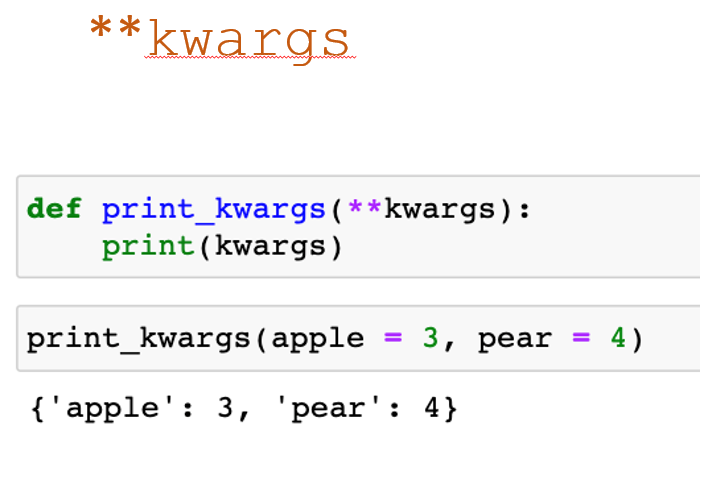 **kwargs
def print_kwargs(**kwargs):
    print(kwargs)
print_kwargs(apple = 3, pear = 4)
{'apple': 3, 'pear': 4}